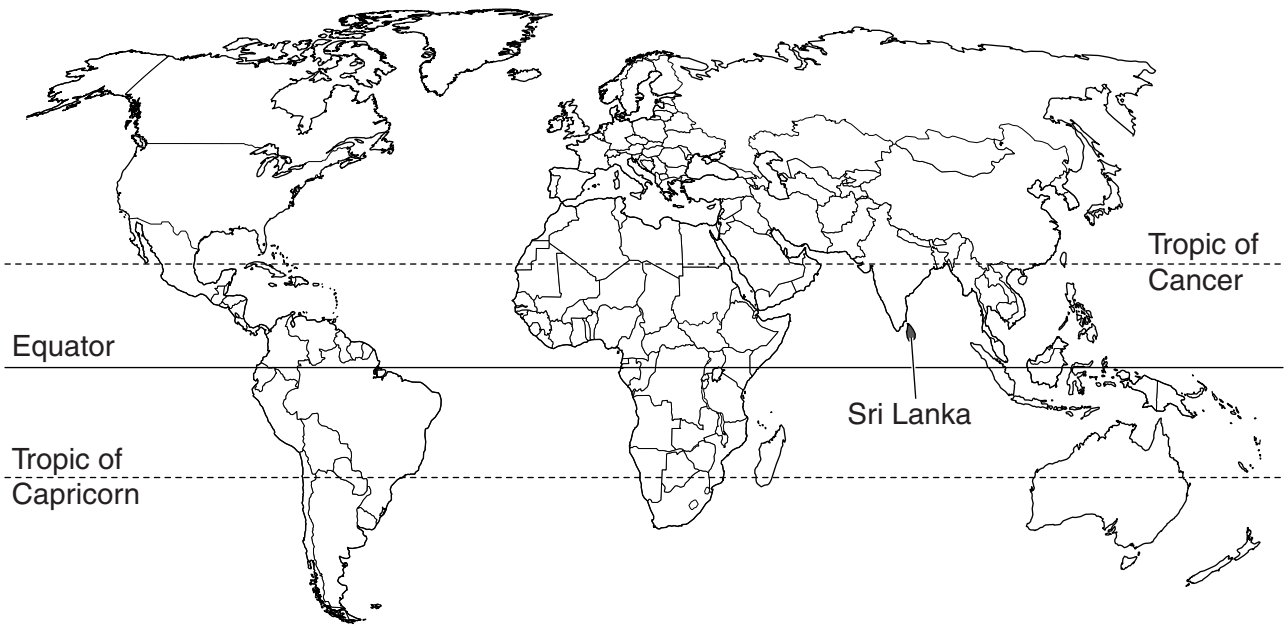 Tropic of
Cancer
Equator
Sri Lanka
Tropic of
Capricorn